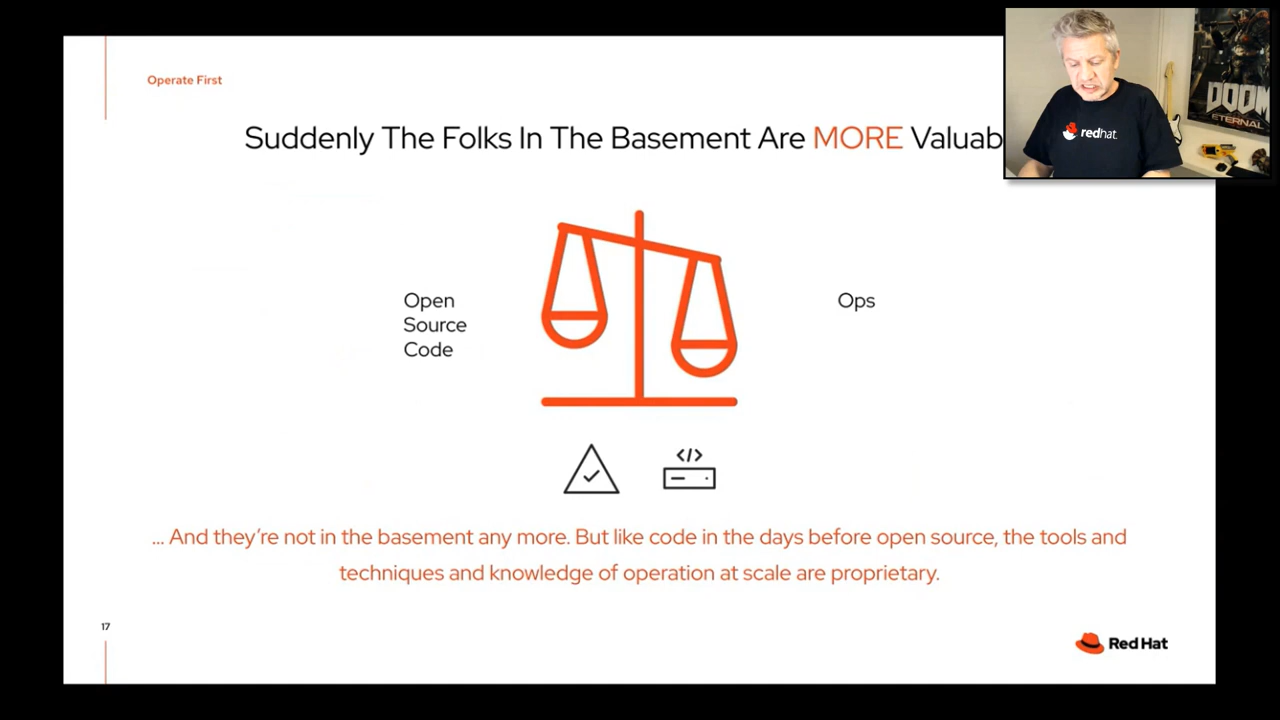 Operate First
Suddenly The Folks In The Basement Are MORE Valuab
Open
Source
Code
Ops
</>
... And they're not in the basement any more. But like code in the days before open source, the tools and
techniques and knowledge of operation at scale are proprietary.
17
Red Hat
redhat.
DOOM
ETERNAL